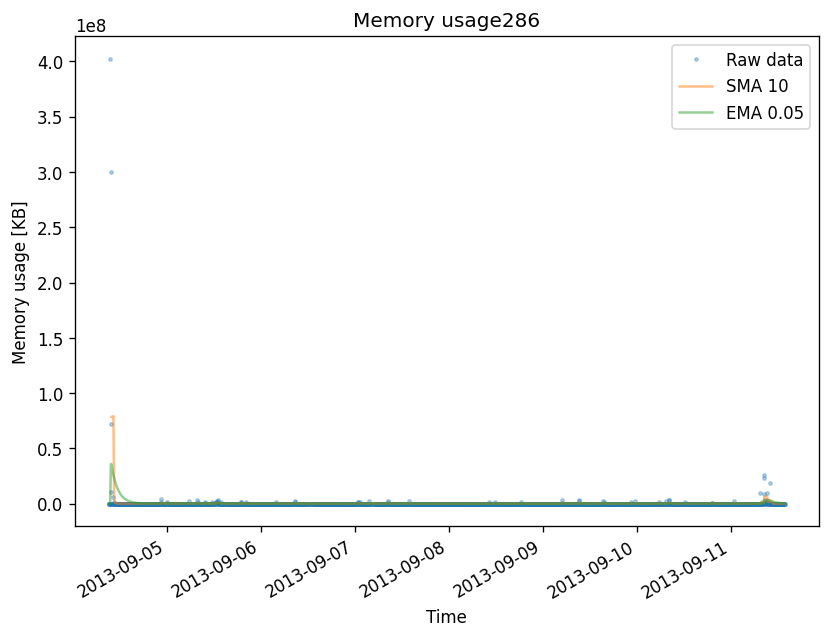 Memory usage286
1e8
4.0
3.5
3.0
2.5
2.0
1.5
1.0
0.5
0.0
Memory usage [KB]
Raw data
SMA 10
EMA 0.05
2013-09-05
2013-09-06
2013-09-07
2013-09-08
2013-09-09
2013-09-10
2013-09-11
Time